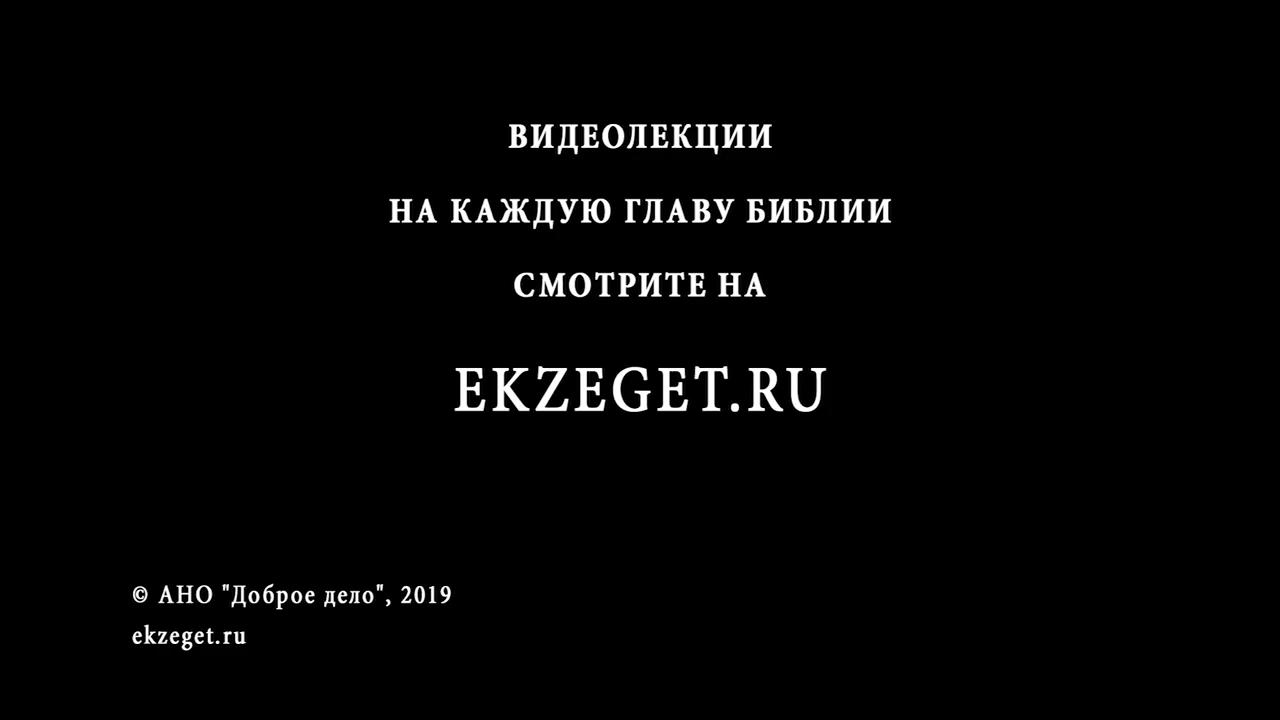 ВИДЕОЛЕКЦИИ
НА КАЖДУЮ ГЛАВУ БИБЛИИ
СМОТРИТЕ НА
EKZEGET.RU
© АНО "Доброе дело", 2019
ekzeget.ru